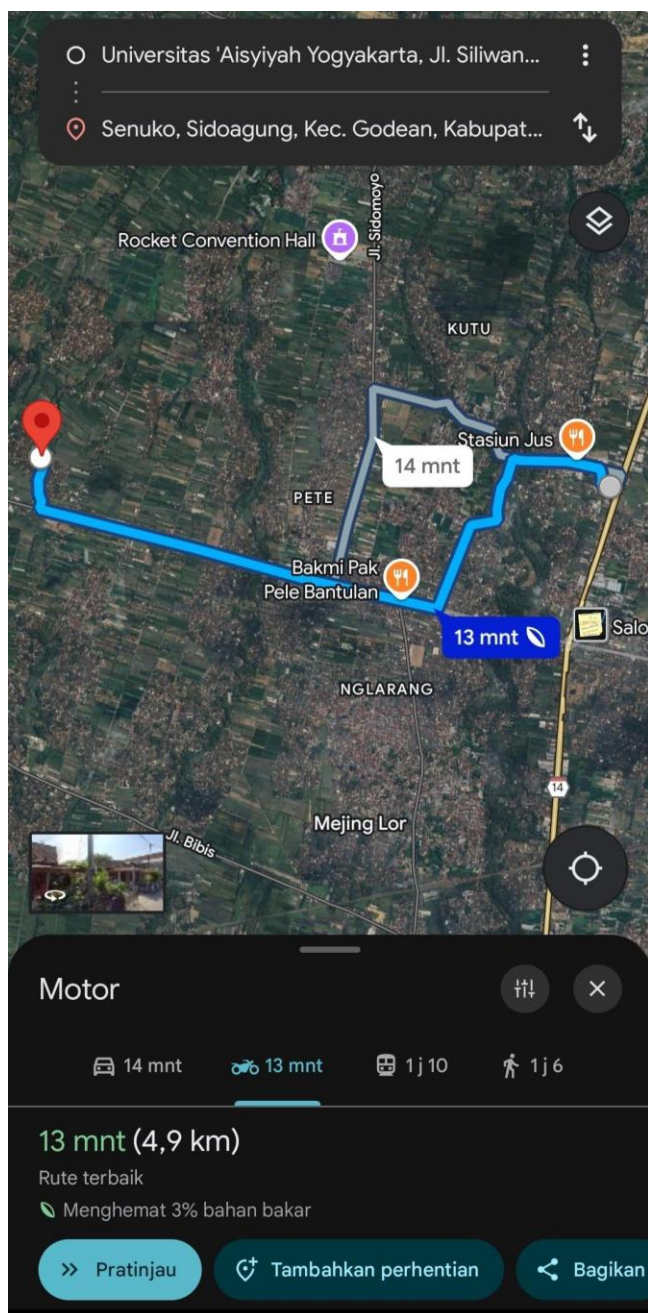 Universitas 'Aisyiyah Yogyakarta, Jl. Siliwan...
Senuko, Sidoagung, Kec. Godean, Kabupat...
Jl. Sidomoyo
Rocket Convention Hall
KUTU
Stasiun Jus
14 mnt
PETE
Bakmi Pak
Pele Bantulan
13 mnt
Salo
NGLARANG
14
Mejing Lor
Jl. Bibis
Motor
14 mnt
13 mnt
1 j 10
1 j 6
13 mnt (4,9 km)
Rute terbaik
Menghemat 3% bahan bakar
Pratinjau
Tambahkan perhentian
Bagikan